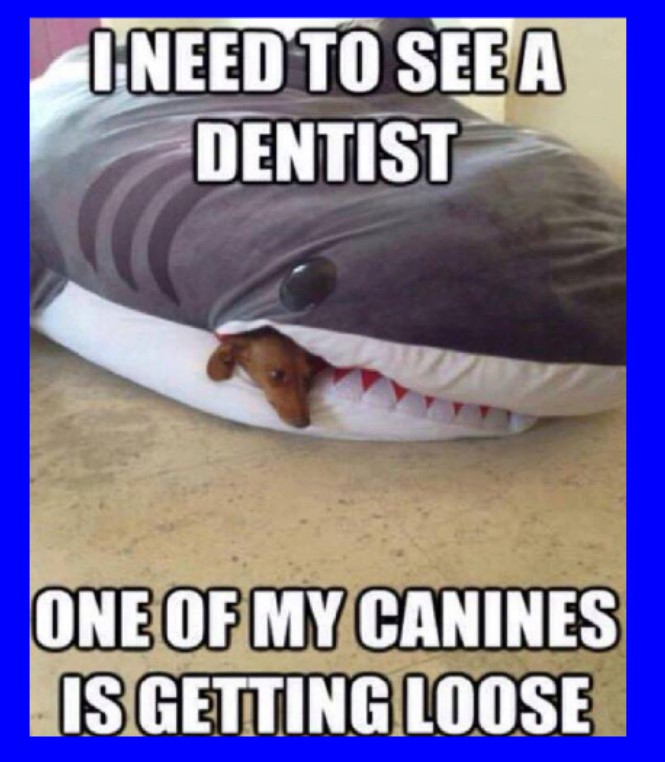 I NEED TO SEE A
DENTIST
ONE OF MY CANINES
IS GETTING LOOSE